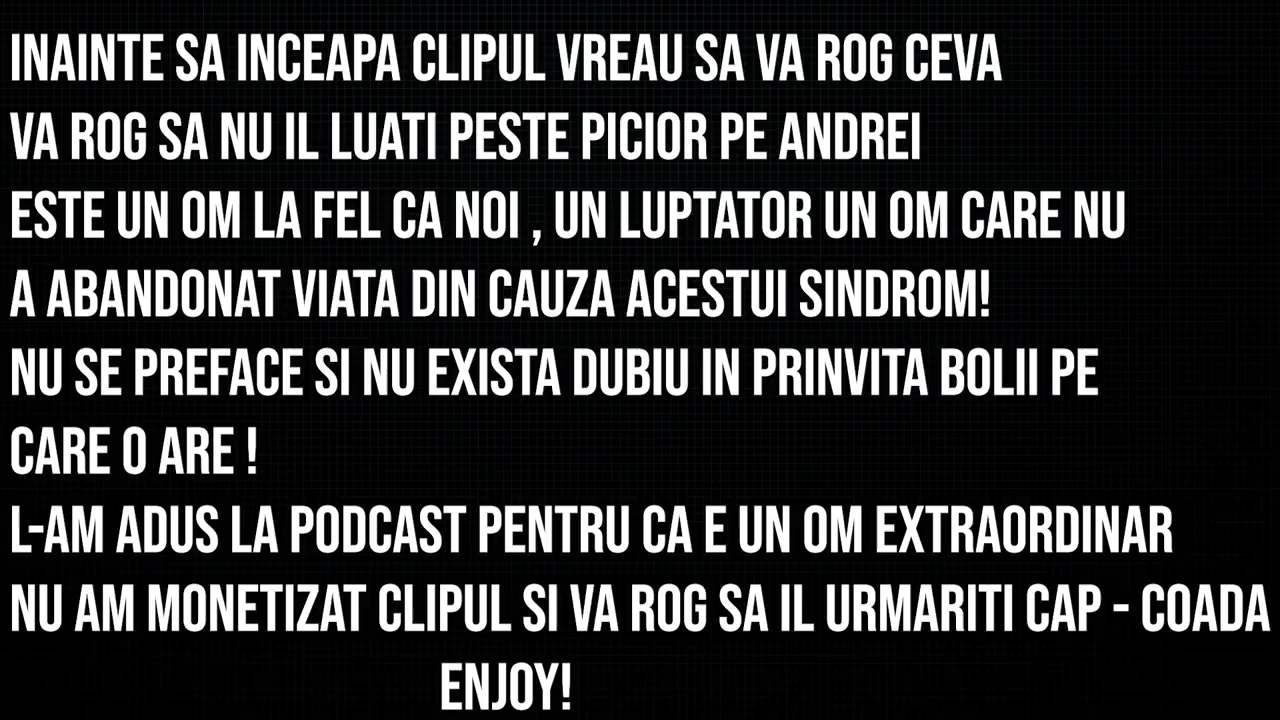 INAINTE SA INCEAPA CLIPUL VREAU SA VA ROG CEVA
VA ROG SA NU IL LUATI PESTE PICIOR PE ANDREI
ESTE UN OM LA FEL CA NOI , UN LUPTATOR UN OM CARE NU
A ABANDONAT VIATA DIN CAUZA ACESTUI SINDROM!
NU SE PREFACE SI NU EXISTA DUBIU IN PRINVITA BOLII PE
CARE O ARE !
L-AM ADUS LA PODCAST PENTRU CA E UN OM EXTRAORDINAR
NU AM MONETIZAT CLIPUL SI VA ROG SA IL URMARITI CAP - COADA
ENJOY!